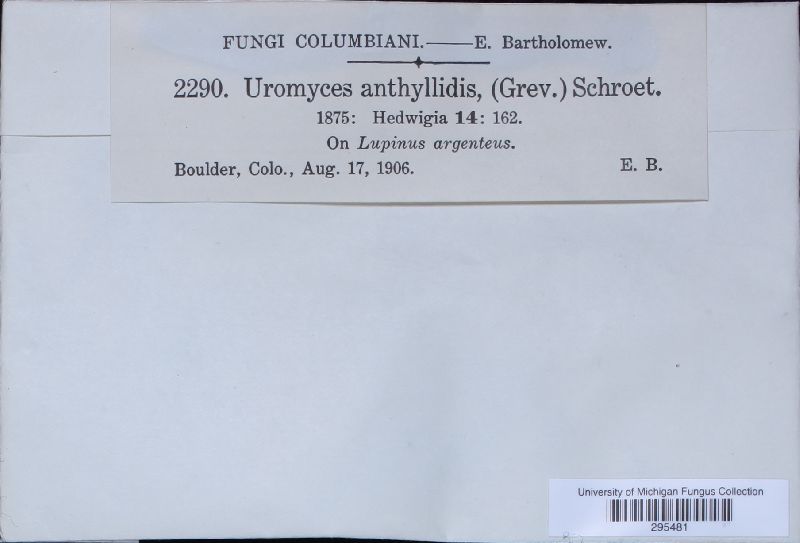 FUNGI COLUMBIANI.—E. Bartholomew.
2290. Uromyces anthyllidis, (Grev.) Schroet.
1875: Hedwigia 14: 162.
On Lupinus argenteus.
Boulder, Colo., Aug. 17, 1906. E. B.
University of Michigan Fungus Collection
295481